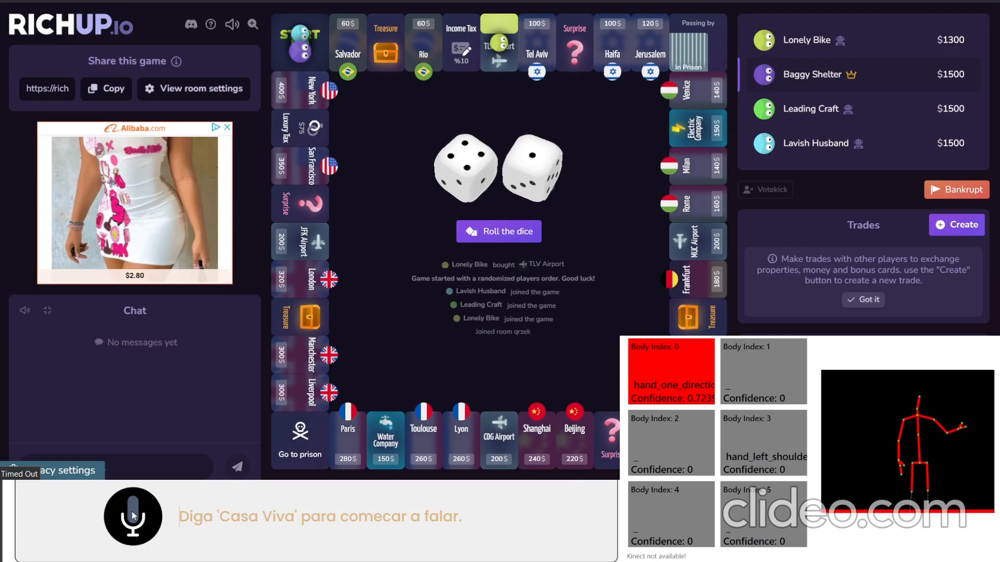 RICHUP.IO
Share this game
https://rich
Copy
View room settings
Alibaba.com
$2.80
Chat
No messages yet
acy settings
Timed Out
START
60$
Salvador
Treasure
60$
Rio
Income Tax
%10
100$
Tel Aviv
Surprise
100$
Haifa
120$
Jerusalem
Passing by
In Prison
400$
New York
Luxury Tax
$75
350$
San Francisco
Surprise
200$
JFK Airport
320$
London
Treasure
300$
Manchester
300$
Liverpool
Venice
140$
Electric Company
150$
Milan
140$
Rome
160$
MUC Airport
200$
Frankfurt
180$
Treasure
Go to prison
Paris
280$
Water Company
150$
Toulouse
260$
Lyon
260$
CDG Airport
200$
Shanghai
240$
Beijing
220$
Surpris
Roll the dice
Lonely Bike bought TLV Airport
Game started with a randomized players order. Good luck!
Lavish Husband joined the game
Leading Craft joined the game
Lonely Bike joined the game
Joined room qrzek
Lonely Bike $1300
Baggy Shelter $1500
Leading Craft $1500
Lavish Husband $1500
Votekick
Bankrupt
Trades
Create
Make trades with other players to exchange
properties, money and bonus cards. use the "Create"
button to create a new trade.
Got it
Body Index: 0
hand_one_directio
Confidence: 0.7239
Body Index: 1
_
Confidence: 0
Body Index: 2
_
Confidence: 0
Body Index: 3
hand_left_shoulde
Confidence: 0
Body Index: 4
_
Confidence: 0
Body Index: 5
_
Confidence: 0
Kinect not available!
clideo.com
Diga 'Casa Viva' para comecar a falar.